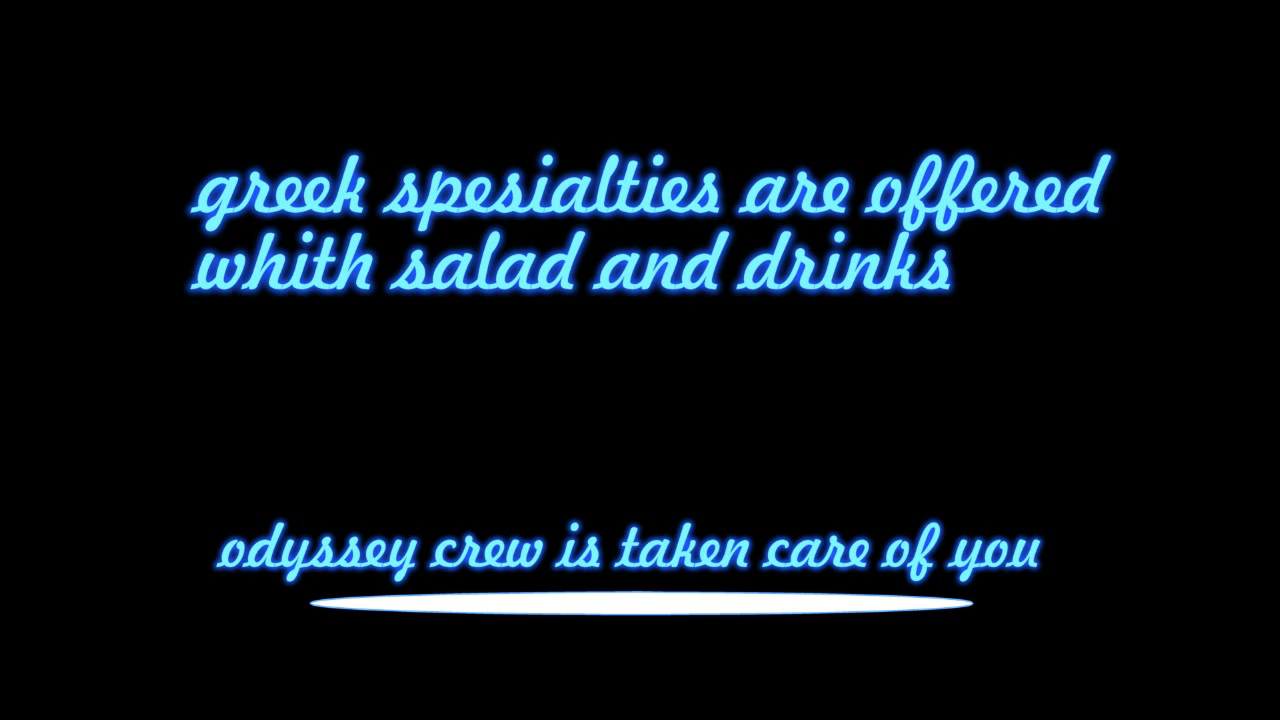 greek spesialties are offered
whith salad and drinks
odyssey crew is taken care of you